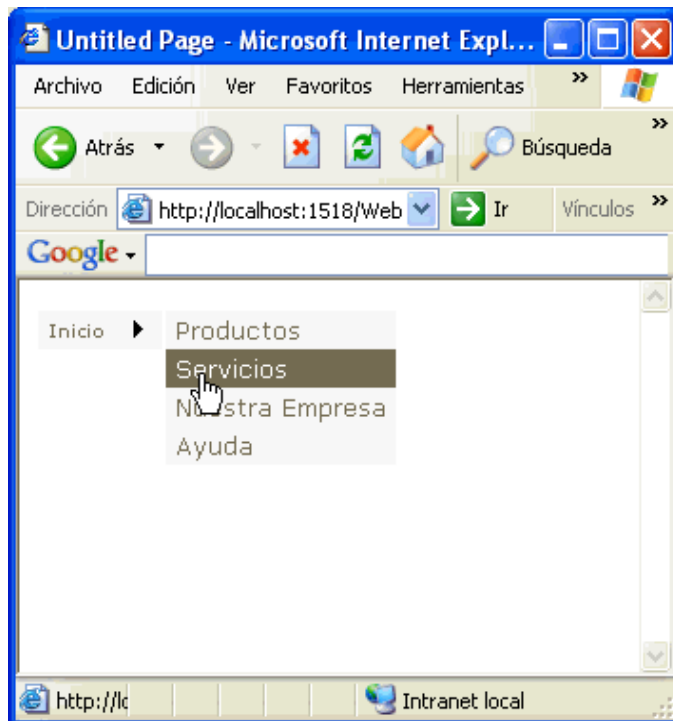 Untitled Page - Microsoft Internet Expl...
Archivo Edición Ver Favoritos Herramientas »
Atrás Búsqueda »
Dirección http://localhost:1518/Web Ir Vínculos »
Google
Inicio Productos
Servicios
Nuestra Empresa
Ayuda
http://lc Intranet local